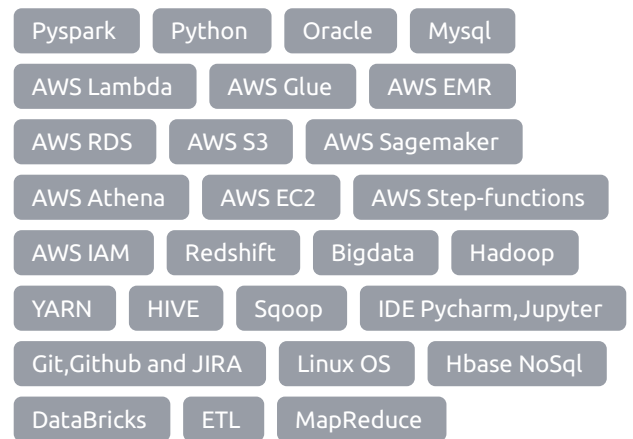 Pyspark Python Oracle Mysql
AWS Lambda AWS Glue AWS EMR
AWS RDS AWS S3 AWS Sagemaker
AWS Athena AWS EC2 AWS Step-functions
AWS IAM Redshift Bigdata Hadoop
YARN HIVE Sqoop IDE Pycharm,Jupyter
Git,Github and JIRA Linux OS Hbase NoSql
DataBricks ETL MapReduce